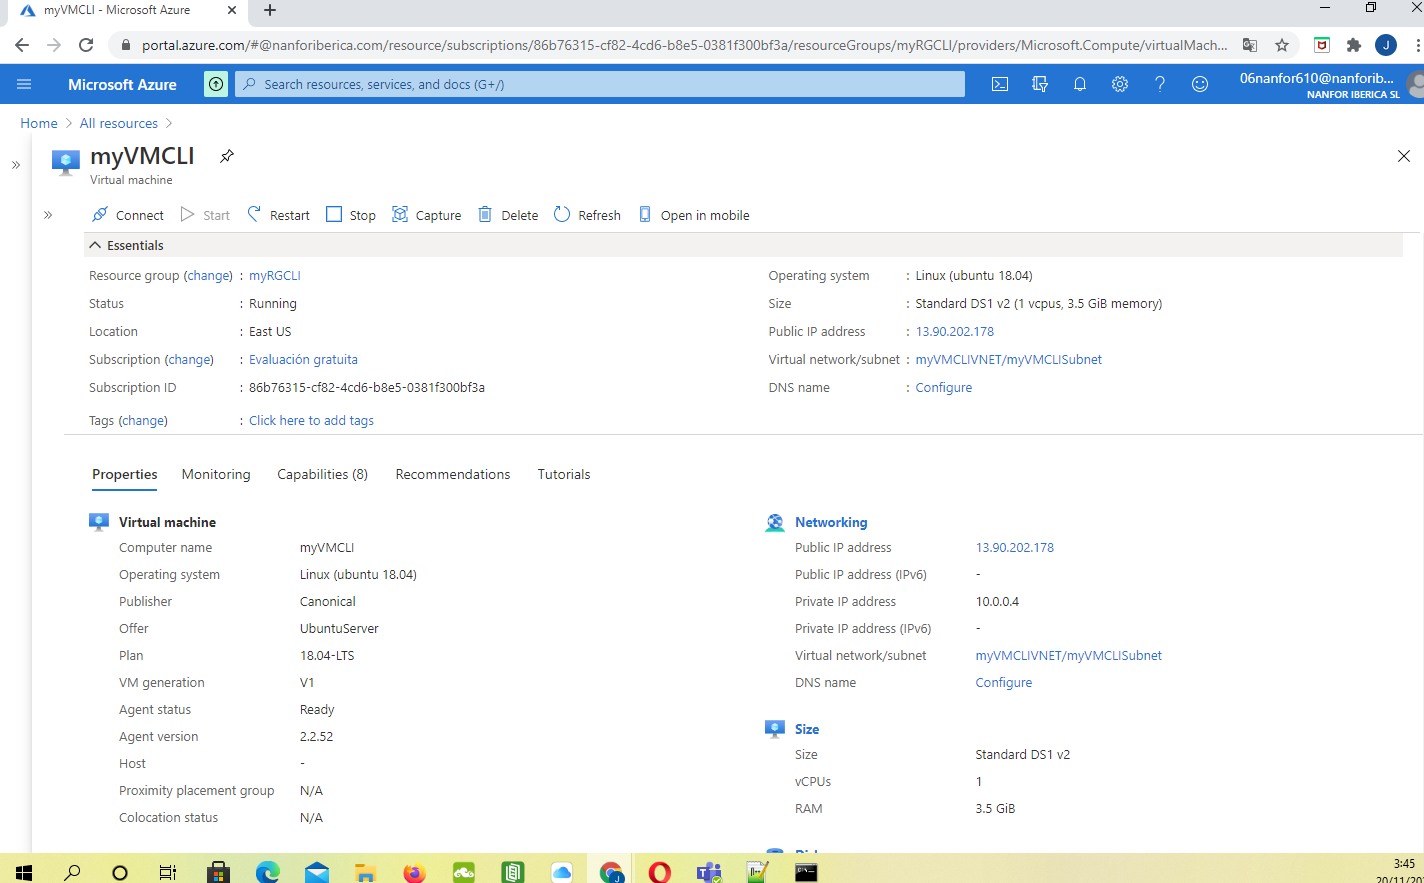 myVMCLI - Microsoft Azure
portal.azure.com/#@nanforiberica.com/resource/subscriptions/86b76315-cf82-4cd6-b8e5-0381f300bf3a/resourceGroups/myRGCLI/providers/Microsoft.Compute/virtualMach...
J
Microsoft Azure
Search resources, services, and docs (G+/)
06nanfor610@nanforib...
NANFOR IBERICA SL
Home > All resources >
myVMCLI
Virtual machine
Connect Start Restart Stop Capture Delete Refresh Open in mobile
Essentials
Resource group (change) : myRGCLI
Status : Running
Location : East US
Subscription (change) : Evaluación gratuita
Subscription ID : 86b76315-cf82-4cd6-b8e5-0381f300bf3a
Tags (change) : Click here to add tags
Operating system : Linux (ubuntu 18.04)
Size : Standard DS1 v2 (1 vcpus, 3.5 GiB memory)
Public IP address : 13.90.202.178
Virtual network/subnet : myVMCLIVNET/myVMCLISubnet
DNS name : Configure
Properties Monitoring Capabilities (8) Recommendations Tutorials
Virtual machine
Computer name myVMCLI
Operating system Linux (ubuntu 18.04)
Publisher Canonical
Offer UbuntuServer
Plan 18.04-LTS
VM generation V1
Agent status Ready
Agent version 2.2.52
Host -
Proximity placement group N/A
Colocation status N/A
Networking
Public IP address 13.90.202.178
Public IP address (IPv6) -
Private IP address 10.0.0.4
Private IP address (IPv6) -
Virtual network/subnet myVMCLIVNET/myVMCLISubnet
DNS name Configure
Size
Size Standard DS1 v2
vCPUs 1
RAM 3.5 GiB
3:45